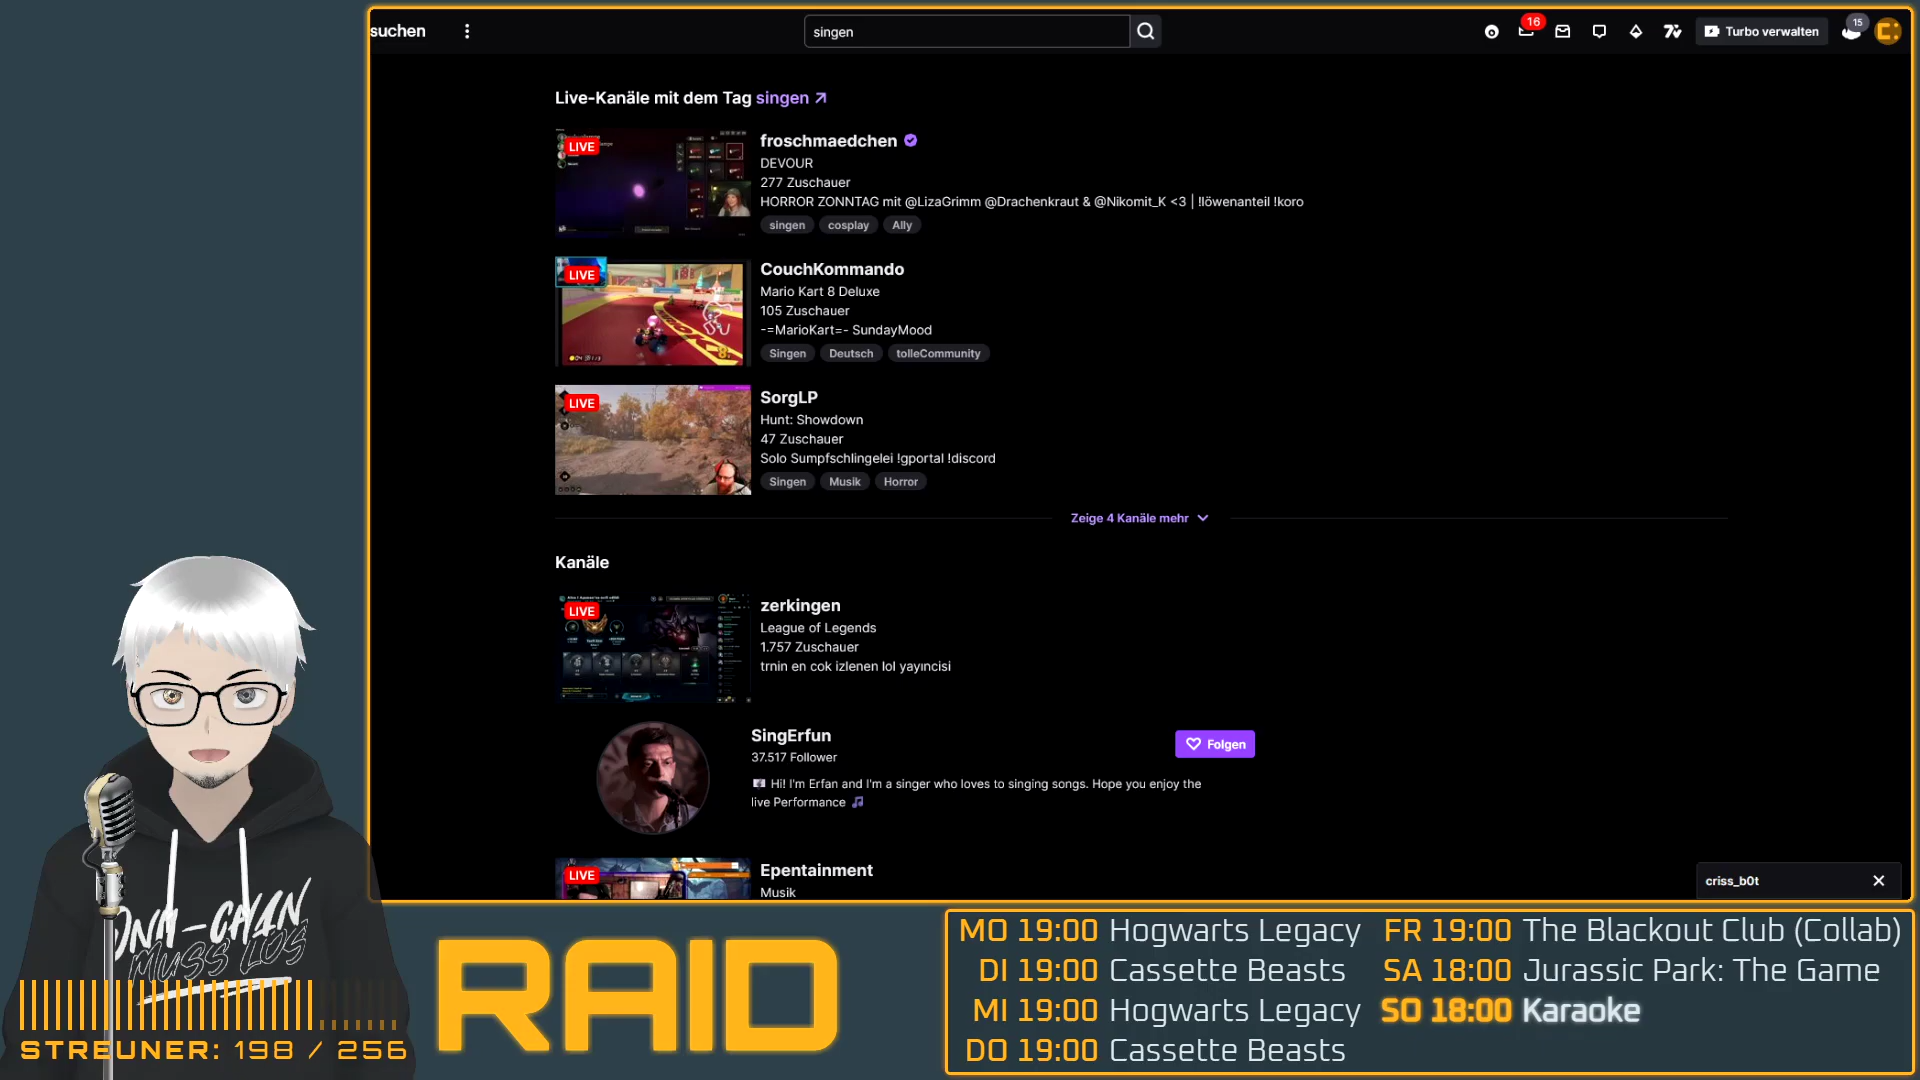 suchen
singen
16
Turbo verwalten
15
Live-Kanäle mit dem Tag singen
LIVE
froschmaedchen
DEVOUR
277 Zuschauer
HORROR ZONNTAG mit @LizaGrimm @Drachenkraut & @Nikomit_K <3 | !löwenanteil !koro
singen
cosplay
Ally
LIVE
CouchKommando
Mario Kart 8 Deluxe
105 Zuschauer
-=MarioKart=- SundayMood
Singen
Deutsch
tolleCommunity
LIVE
SorgLP
Hunt: Showdown
47 Zuschauer
Solo Sumpfschlingelei !gportal !discord
Singen
Musik
Horror
Zeige 4 Kanäle mehr
Kanäle
LIVE
zerkingen
League of Legends
1.757 Zuschauer
trnin en cok izlenen lol yayıncisi
SingErfun
37.517 Follower
Folgen
Hi! I'm Erfan and I'm a singer who loves to singing songs. Hope you enjoy the
live Performance
LIVE
Epentainment
Musik
criss_b0t
MUSS LOS
STREUNER: 198 / 256
RAID
MO 19:00 Hogwarts Legacy
DI 19:00 Cassette Beasts
MI 19:00 Hogwarts Legacy
DO 19:00 Cassette Beasts
FR 19:00 The Blackout Club (Collab)
SA 18:00 Jurassic Park: The Game
SO 18:00 Karaoke